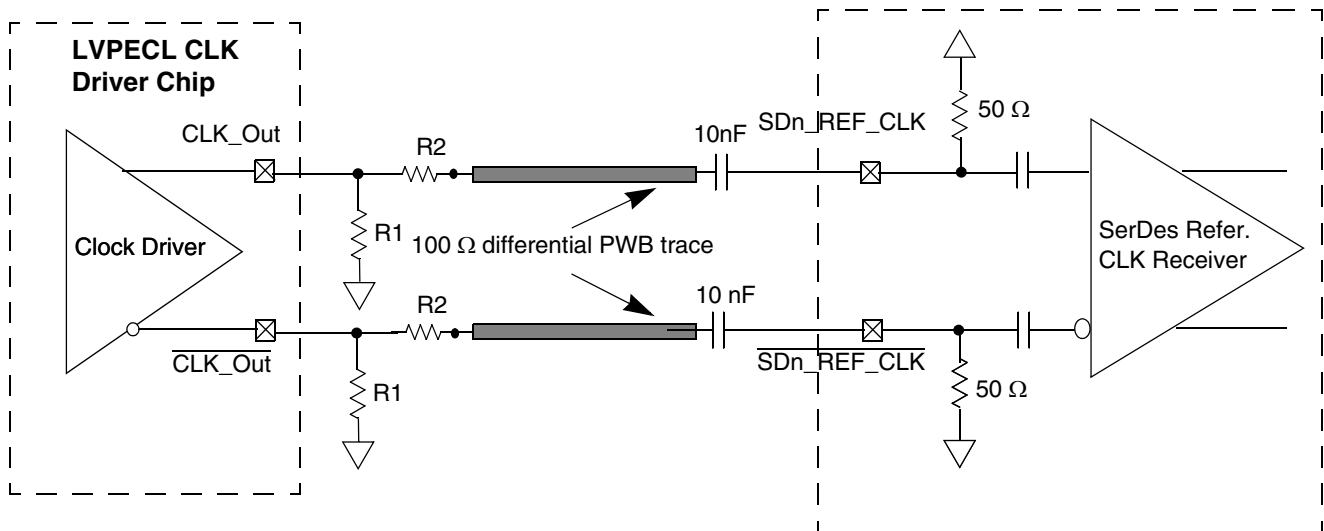 LVPECL CLK
Driver Chip
CLK_Out
R2
10nF
SDn_REF_CLK
50 Ω
Clock Driver
R1
100 Ω differential PWB trace
SerDes Refer.
CLK Receiver
R2
10 nF
CLK_Out
SDn_REF_CLK
R1
50 Ω